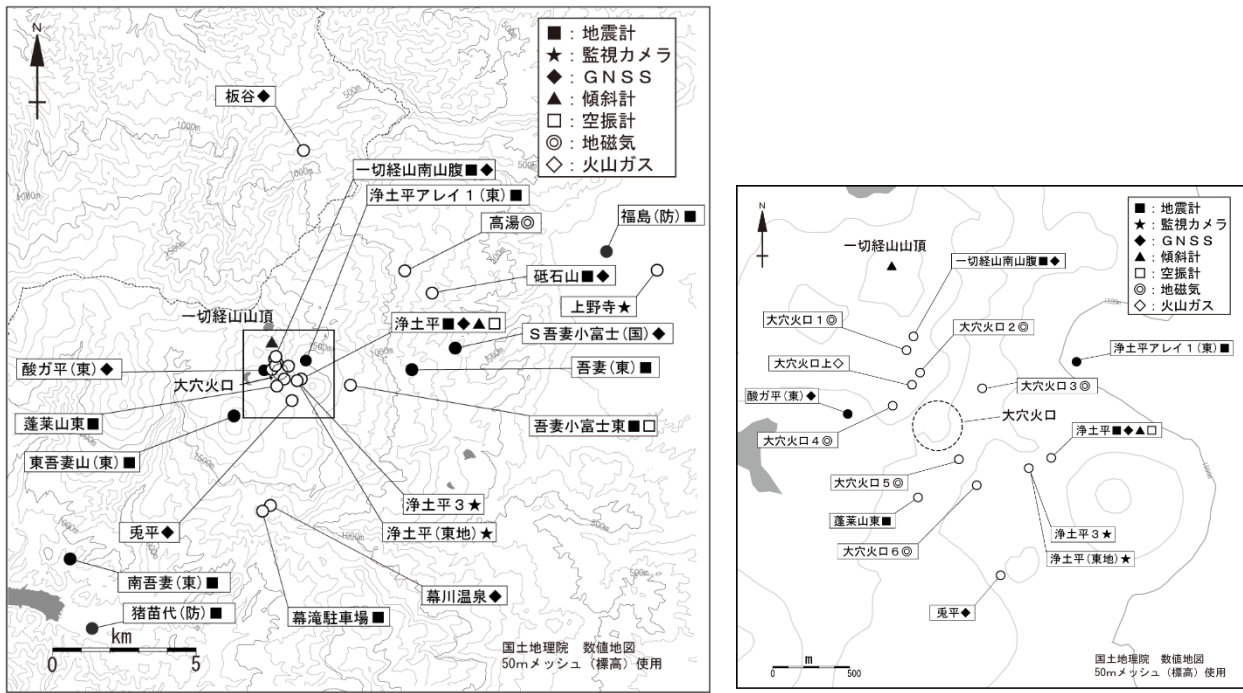 N
■：地震計
★：監視カメラ
◆：ＧＮＳＳ
▲：傾斜計
□：空振計
◎：地磁気
◇：火山ガス
板谷◆
一切経山南山腹■◆
浄土平アレイ１(東)■
高湯◎
福島(防)■
砥石山■◆
上野寺★
一切経山山頂
浄土平■◆▲□
Ｓ吾妻小富士(国)◆
酸ガ平(東)◆
大穴火口
吾妻(東)■
蓬莱山東■
吾妻小富士東■□
東吾妻山(東)■
浄土平３★
兎平◆
浄土平(東地)★
南吾妻(東)■
幕川温泉◆
猪苗代(防)■
幕滝駐車場■
km
0
5
国土地理院　数値地図
50mメッシュ（標高）使用
500m
1000m
1500m
N
■：地震計
★：監視カメラ
◆：ＧＮＳＳ
▲：傾斜計
□：空振計
◎：地磁気
◇：火山ガス
一切経山山頂
一切経山南山腹■◆
大穴火口１◎
大穴火口２◎
浄土平アレイ１(東)■
大穴火口上◇
大穴火口３◎
酸ガ平(東)◆
大穴火口
大穴火口４◎
浄土平■◆▲□
大穴火口５◎
蓬莱山東■
浄土平３★
大穴火口６◎
浄土平(東地)★
兎平◆
m
0
500
国土地理院　数値地図
50mメッシュ（標高）使用
1500m